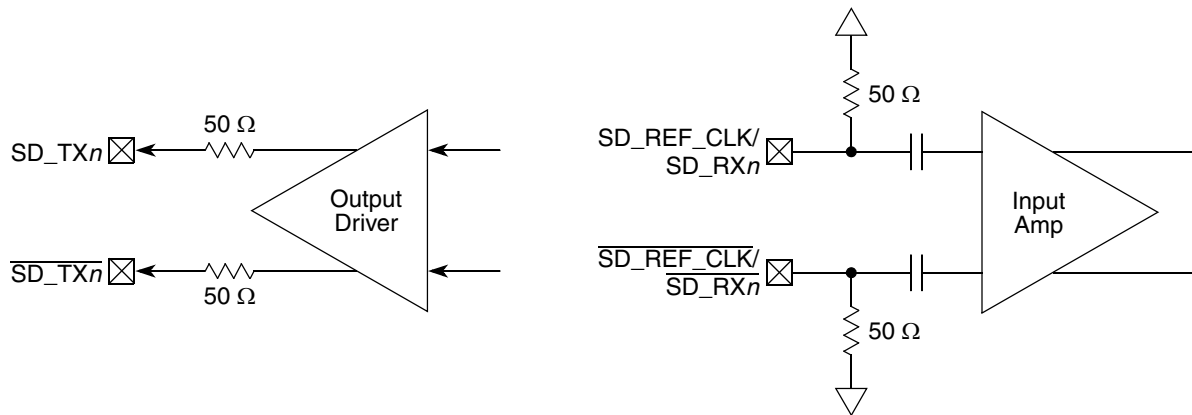 50 Ω
SD_TXn
Output
Driver
SD_TXn
50 Ω
50 Ω
SD_REF_CLK/
SD_RXn
Input
Amp
SD_REF_CLK/
SD_RXn
50 Ω